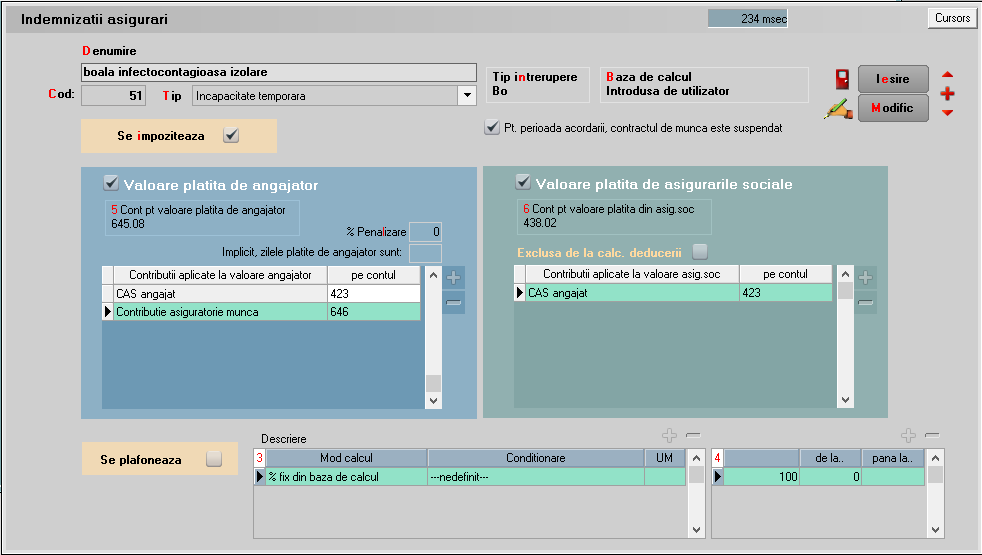 Indemnizatii asigurari
234 msec
Cursors
Denumire
boala infectocontagioasa izolare
Cod: 51 Tip Incapacitate temporara
Tip intrerupere
Bo
Baza de calcul
Introdusa de utilizator
Iesire
Modific
Se impoziteaza
Pt. perioada acordarii, contractul de munca este suspendat
Valoare platita de angajator
5 Cont pt valoare platita de angajator
645.08
% Penalizare 0
Implicit, zilele platite de angajator sunt:
Contributii aplicate la valoare angajator pe contul
CAS angajat 423
Contributie asiguratorie munca 646
Valoare platita de asigurarile sociale
6 Cont pt valoare platita din asig.soc
438.02
Exclusa de la calc. deducerii
Contributii aplicate la valoare asig.soc pe contul
CAS angajat 423
Se plafoneaza
Descriere
3 Mod calcul Conditionare UM
% fix din baza de calcul ---nedefinit---
4 de la.. pana la..
100 0